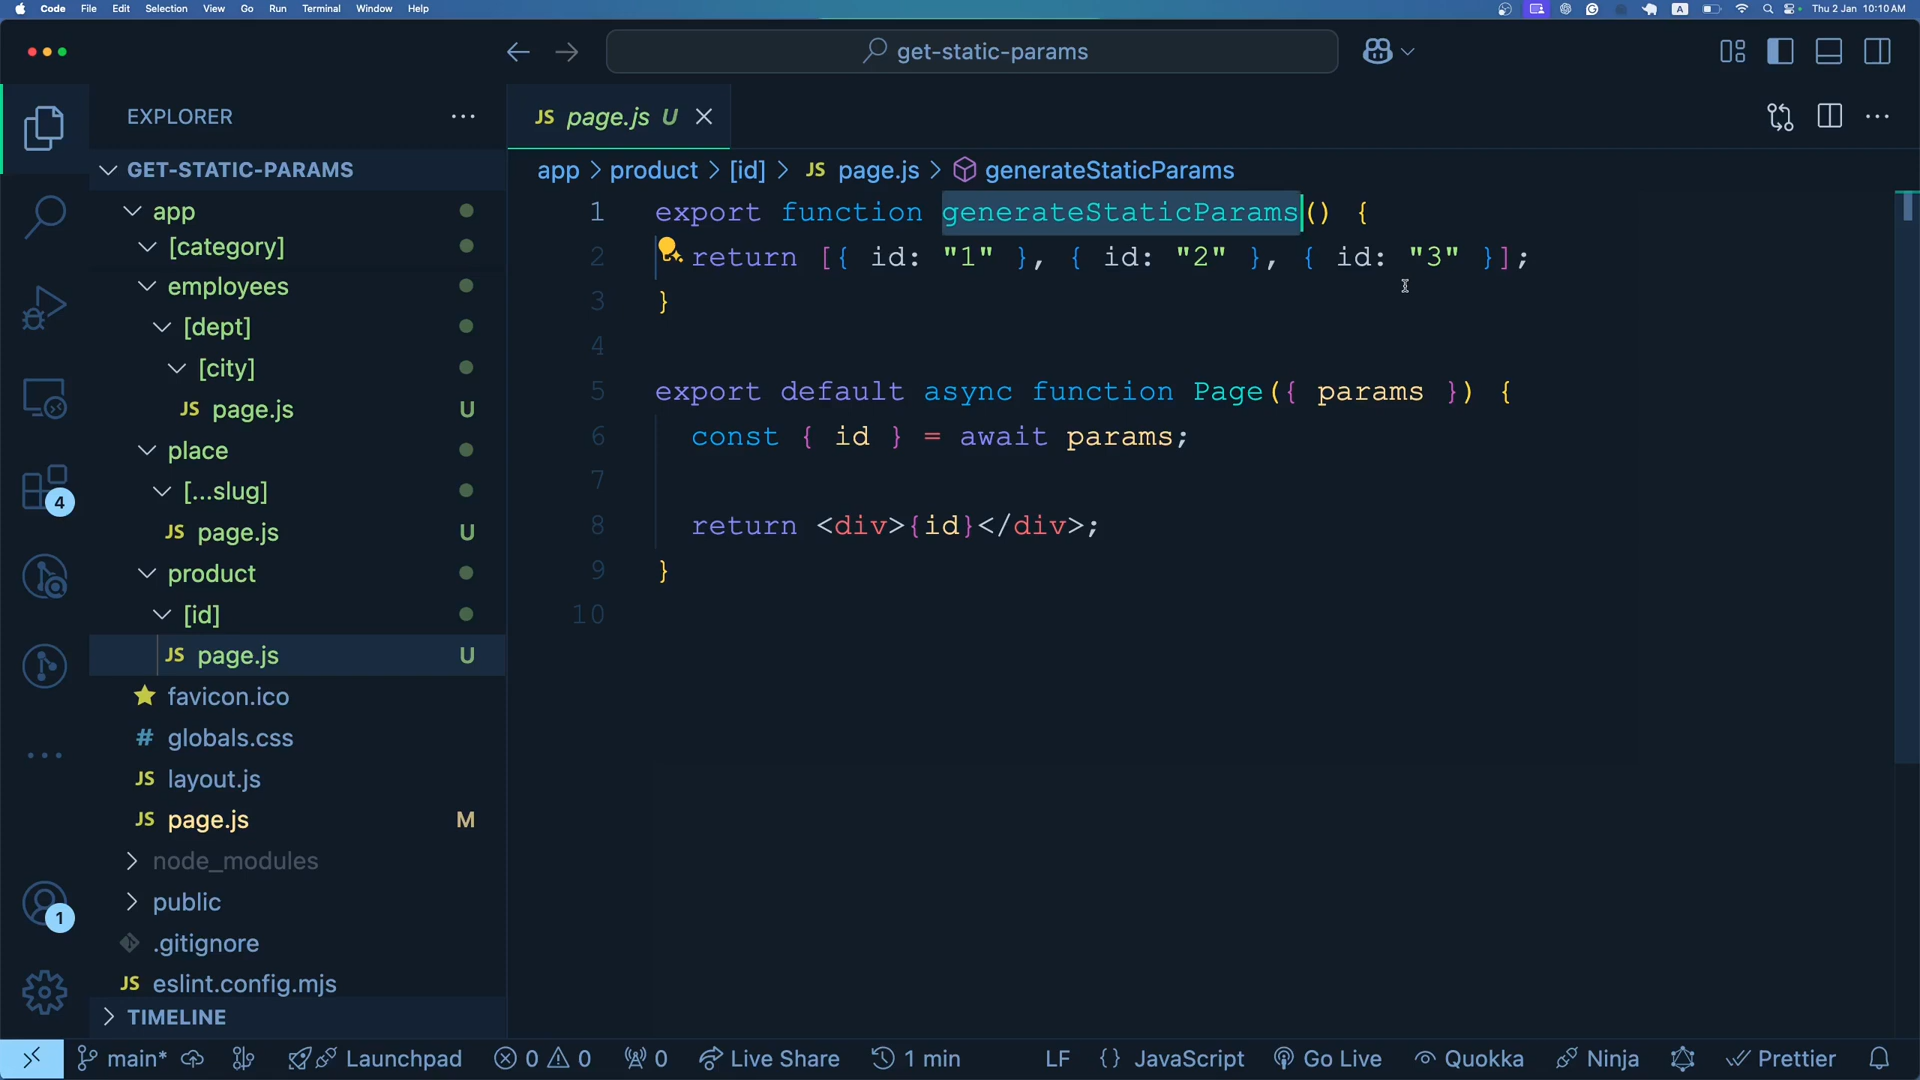 Code File Edit Selection View Go Run Terminal Window Help A Thu 2 Jan 10:10 AM
get-static-params
EXPLORER
JS page.js U
GET-STATIC-PARAMS
app > product > [id] > JS page.js > generateStaticParams
app
[category]
employees
[dept]
[city]
JS page.js U
place
[...slug]
JS page.js U
product
[id]
JS page.js U
favicon.ico
# globals.css
JS layout.js
JS page.js M
node_modules
public
.gitignore
JS eslint.config.mjs
TIMELINE
4
1
1 export function generateStaticParams() {
2 return [{ id: "1" }, { id: "2" }, { id: "3" }];
3 }
4
5 export default async function Page({ params }) {
6 const { id } = await params;
7
8 return <div>{id}</div>;
9 }
10
main* Launchpad 0 0 0 Live Share 1 min LF {} JavaScript Go Live Quokka Ninja Prettier